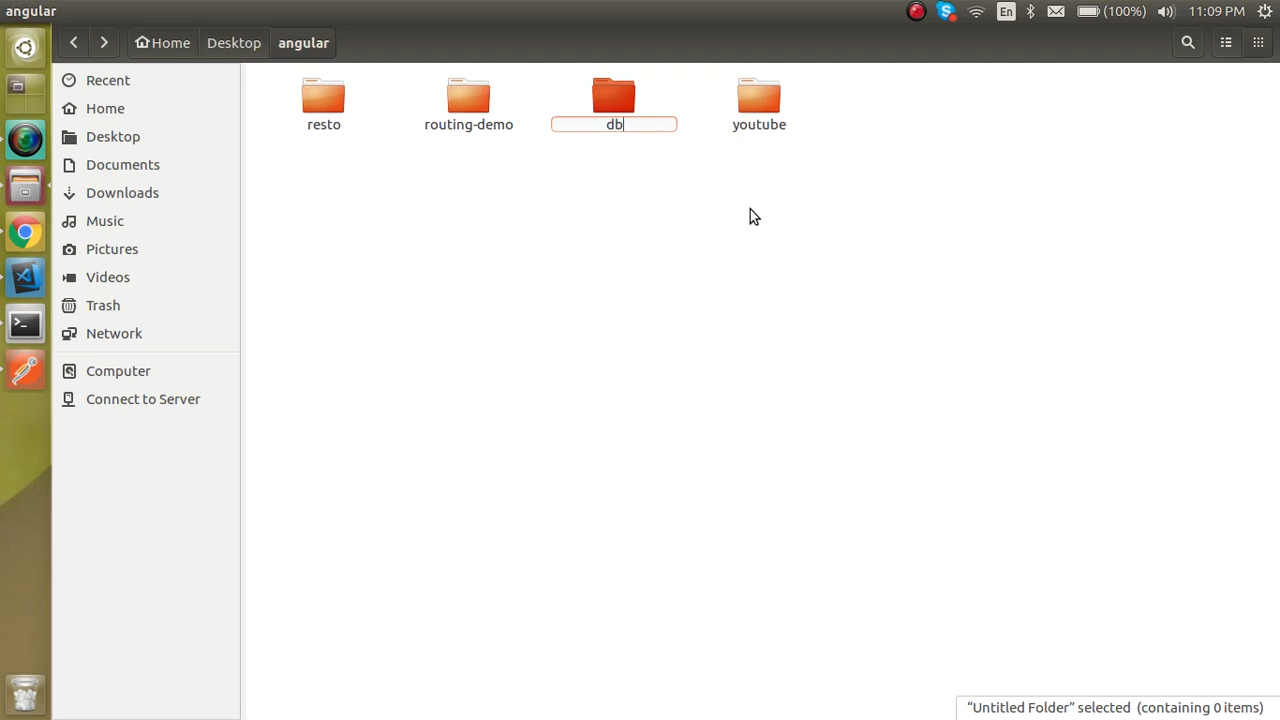 angular
En
(100%)
11:09 PM
Home
Desktop
angular
Recent
Home
Desktop
Documents
Downloads
Music
Pictures
Videos
Trash
Network
Computer
Connect to Server
resto
routing-demo
db
youtube
“Untitled Folder” selected (containing 0 items)